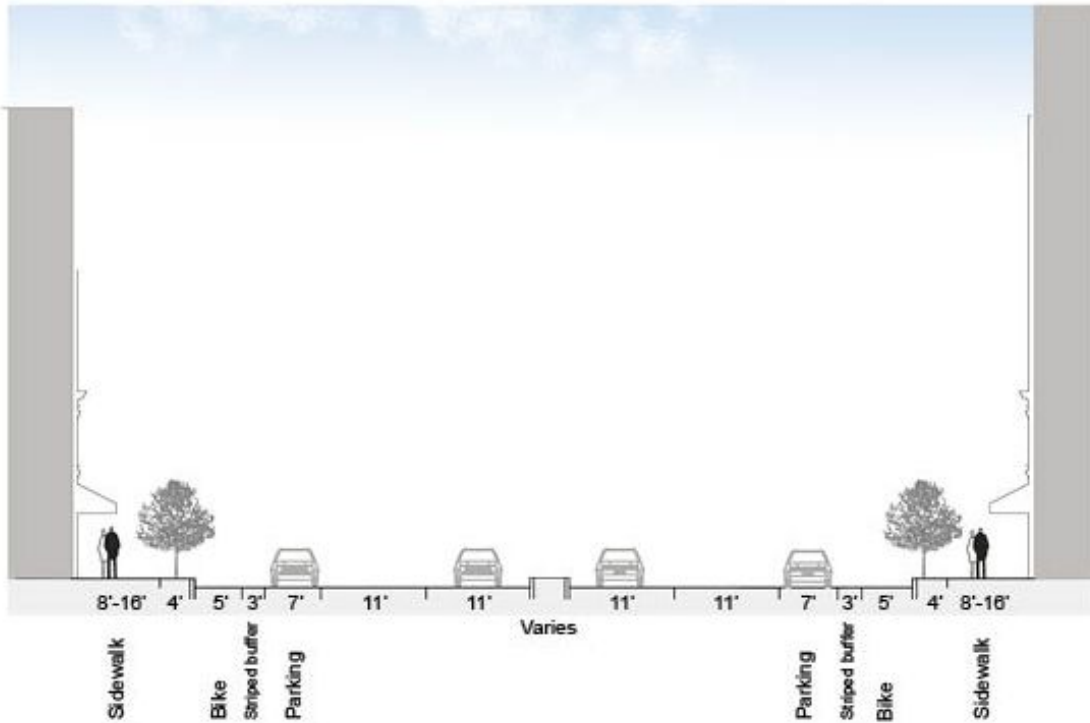 8'-16' 4' 5' 3' 7' 11' 11' 11' 11' 7' 3' 5' 4' 8'-16'
Varies
Sidewalk
Bike
Striped buffer
Parking
Parking
Striped buffer
Bike
Sidewalk